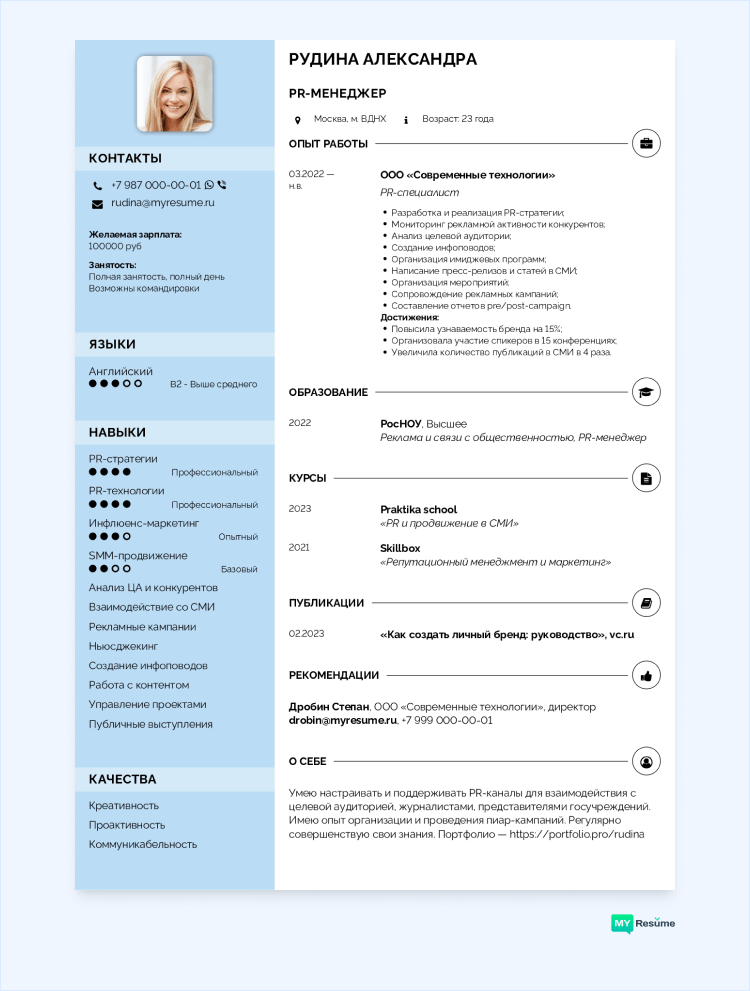 КОНТАКТЫ
+7 987 000-00-01
rudina@myresume.ru
Желаемая зарплата:
100000 руб
Занятость:
Полная занятость, полный день
Возможны командировки
ЯЗЫКИ
Английский
B2 - Выше среднего
НАВЫКИ
PR-стратегии
Профессиональный
PR-технологии
Профессиональный
Инфлюенс-маркетинг
Опытный
SMM-продвижение
Базовый
Анализ ЦА и конкурентов
Взаимодействие со СМИ
Рекламные кампании
Ньюсджекинг
Создание инфоповодов
Работа с контентом
Управление проектами
Публичные выступления
КАЧЕСТВА
Креативность
Проактивность
Коммуникабельность
РУДИНА АЛЕКСАНДРА
PR-МЕНЕДЖЕР
Москва, м. ВДНХ Возраст: 23 года
ОПЫТ РАБОТЫ
03.2022 —
н.в.
ООО «Современные технологии»
PR-специалист
Разработка и реализация PR-стратегии;
Мониторинг рекламной активности конкурентов;
Анализ целевой аудитории;
Создание инфоповодов;
Организация имиджевых программ;
Написание пресс-релизов и статей в СМИ;
Организация мероприятий;
Сопровождение рекламных кампаний;
Составление отчетов pre/post-campaign.
Достижения:
Повысила узнаваемость бренда на 15%;
Организовала участие спикеров в 15 конференциях;
Увеличила количество публикаций в СМИ в 4 раза.
ОБРАЗОВАНИЕ
2022 РосНОУ, Высшее
Реклама и связи с общественностью, PR-менеджер
КУРСЫ
2023 Praktika school
«PR и продвижение в СМИ»
2021 Skillbox
«Репутационный менеджмент и маркетинг»
ПУБЛИКАЦИИ
02.2023 «Как создать личный бренд: руководство», vc.ru
РЕКОМЕНДАЦИИ
Дробин Степан, ООО «Современные технологии», директор
drobin@myresume.ru, +7 999 000-00-01
О СЕБЕ
Умею настраивать и поддерживать PR-каналы для взаимодействия с
целевой аудиторией, журналистами, представителями госучреждений.
Имею опыт организации и проведения пиар-кампаний. Регулярно
совершенствую свои знания. Портфолио — https://portfolio.pro/rudina
MY Resume